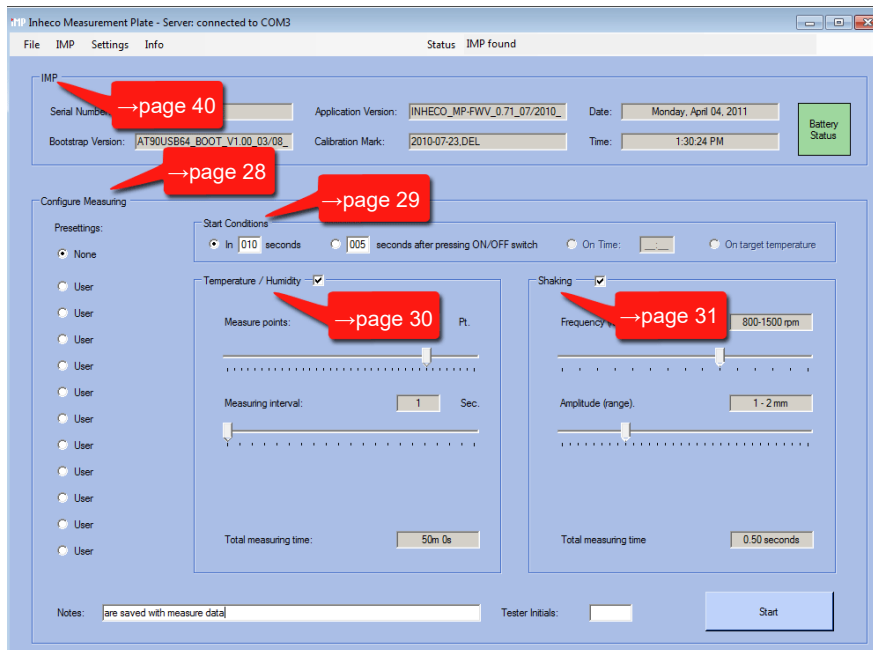 iMP Inheco Measurement Plate - Server: connected to COM3
File IMP Settings Info Status IMP found
IMP
→page 40
Serial Number
Application Version: INHECO_MP-FWV_0.71_07/2010_
Date: Monday, April 04, 2011
Battery Status
Bootstrap Version: AT90USB64_BOOT_V1.00_03/08_
Calibration Mark: 2010-07-23,DEL
Time: 1:30:24 PM
→page 28
→page 29
Configure Measuring
Presettings:
None
User
User
User
User
User
User
User
User
User
User
User
Start Conditions
In 010 seconds
005 seconds after pressing ON/OFF switch
On Time: __:__
On target temperature
Temperature / Humidity
→page 30
Measure points: Pt.
Measuring interval: 1 Sec.
Total measuring time: 50m 0s
Shaking
→page 31
Frequency 800-1500 rpm
Amplitude (range). 1 - 2 mm
Total measuring time 0.50 seconds
Notes: are saved with measure data
Tester Initials:
Start